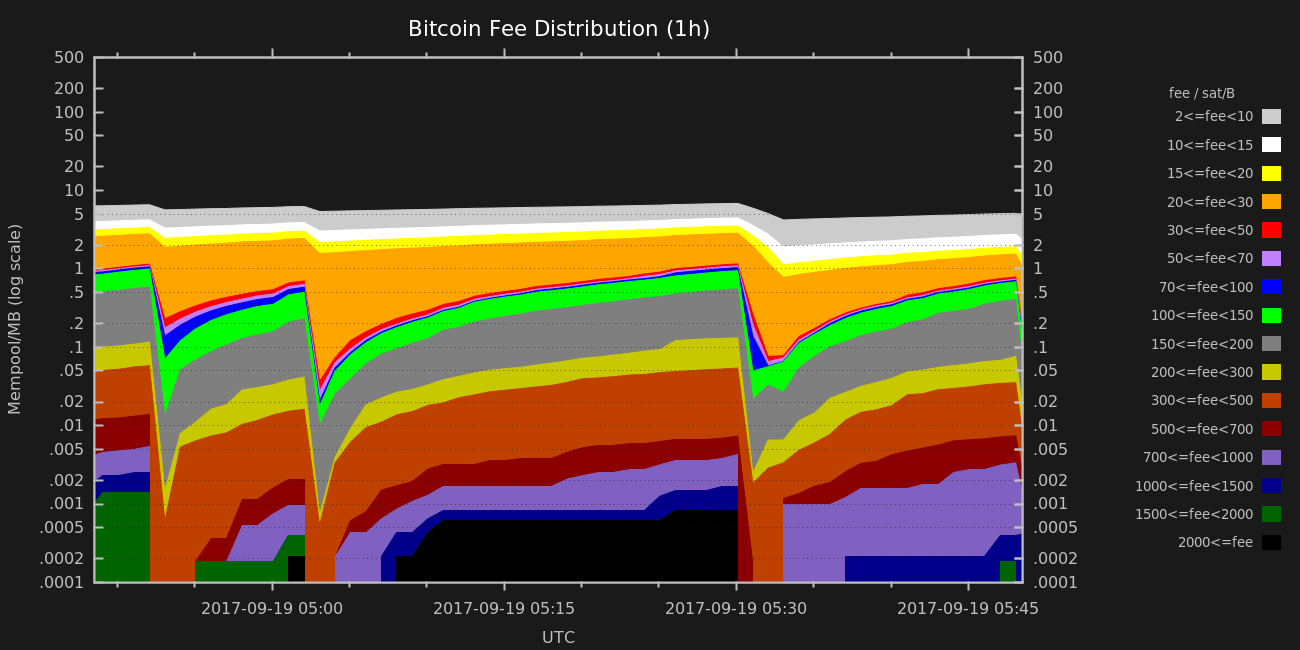 Bitcoin Fee Distribution (1h)
500
200
100
50
20
10
5
2
1
.5
.2
.1
.05
.02
.01
.005
.002
.001
.0005
.0002
.0001
Mempool/MB (log scale)
500
200
100
50
20
10
5
2
1
.5
.2
.1
.05
.02
.01
.005
.002
.001
.0005
.0002
.0001
2017-09-19 05:00
2017-09-19 05:15
2017-09-19 05:30
2017-09-19 05:45
UTC
fee / sat/B
2<=fee<10
10<=fee<15
15<=fee<20
20<=fee<30
30<=fee<50
50<=fee<70
70<=fee<100
100<=fee<150
150<=fee<200
200<=fee<300
300<=fee<500
500<=fee<700
700<=fee<1000
1000<=fee<1500
1500<=fee<2000
2000<=fee